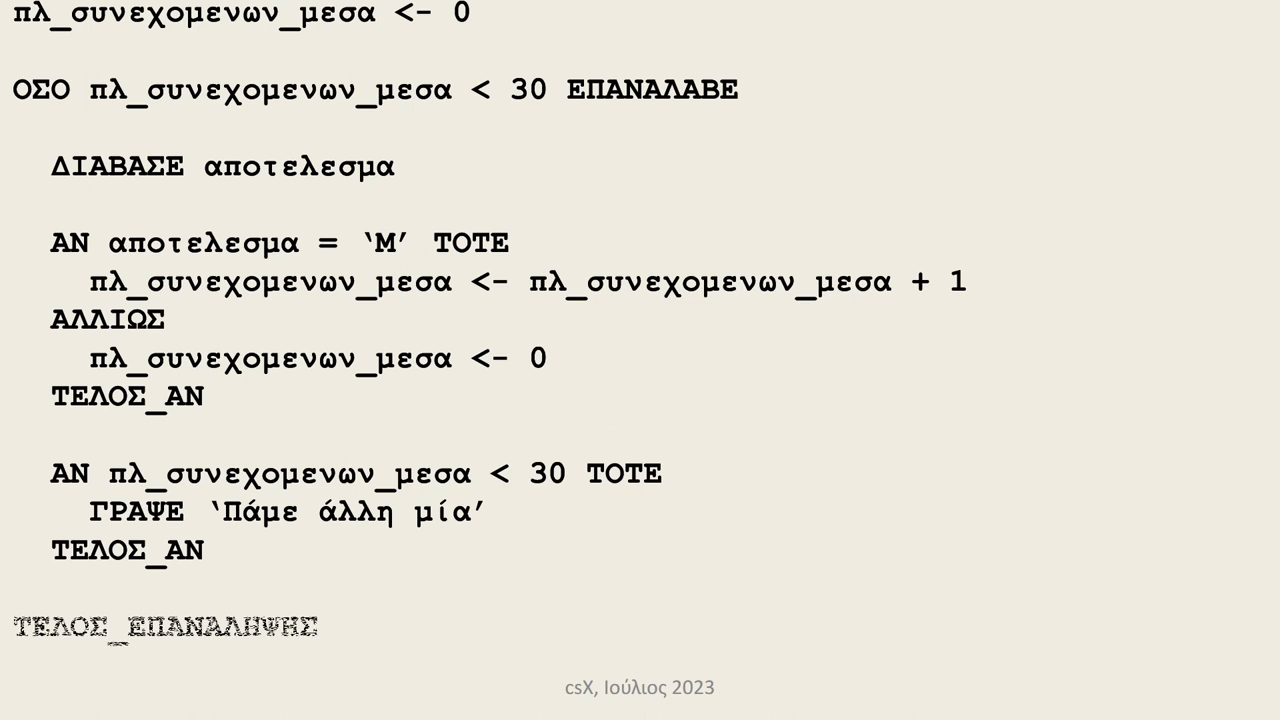 πλ_συνεχομενων_μεσα <- 0
ΟΣΟ πλ_συνεχομενων_μεσα < 30 ΕΠΑΝΑΛΑΒΕ
ΔΙΑΒΑΣΕ αποτελεσμα
ΑΝ αποτελεσμα = ‘Μ’ ΤΟΤΕ
πλ_συνεχομενων_μεσα <- πλ_συνεχομενων_μεσα + 1
ΑΛΛΙΩΣ
πλ_συνεχομενων_μεσα <- 0
ΤΕΛΟΣ_ΑΝ
ΑΝ πλ_συνεχομενων_μεσα < 30 ΤΟΤΕ
ΓΡΑΨΕ ‘Πάμε άλλη μία’
ΤΕΛΟΣ_ΑΝ
ΤΕΛΟΣ_ΕΠΑΝΑΛΗΨΗΣ
csX, Ιούλιος 2023